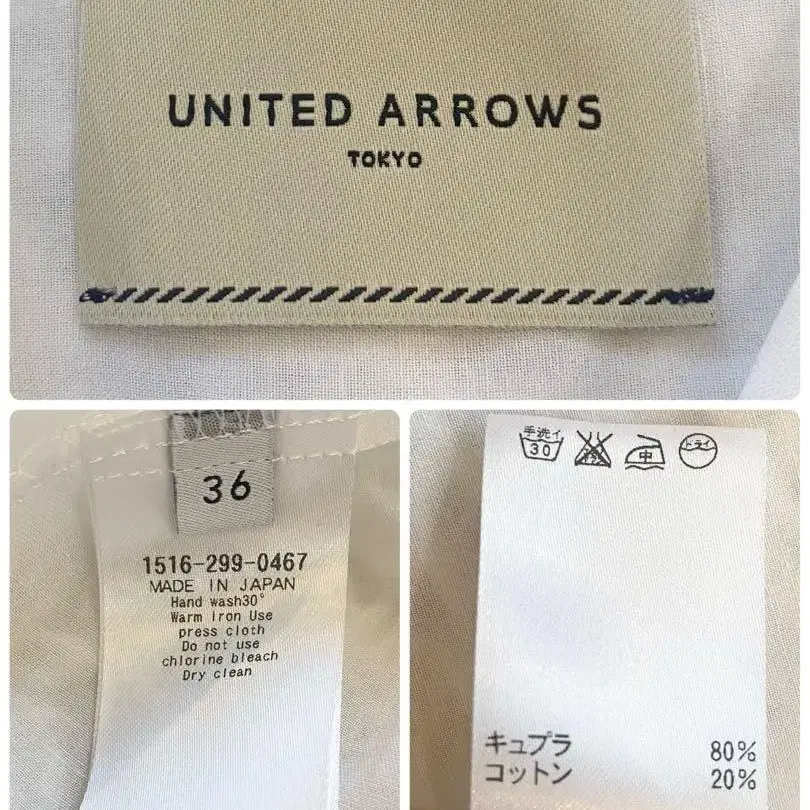 UNITED ARROWS
TOKYO
36
1516-299-0467
MADE IN JAPAN
Hand wash30°
Warm iron Use
press cloth
Do not use
chlorine bleach
Dry clean
手洗イ
30
中
ドライ
キュプラ 80%
コットン 20%